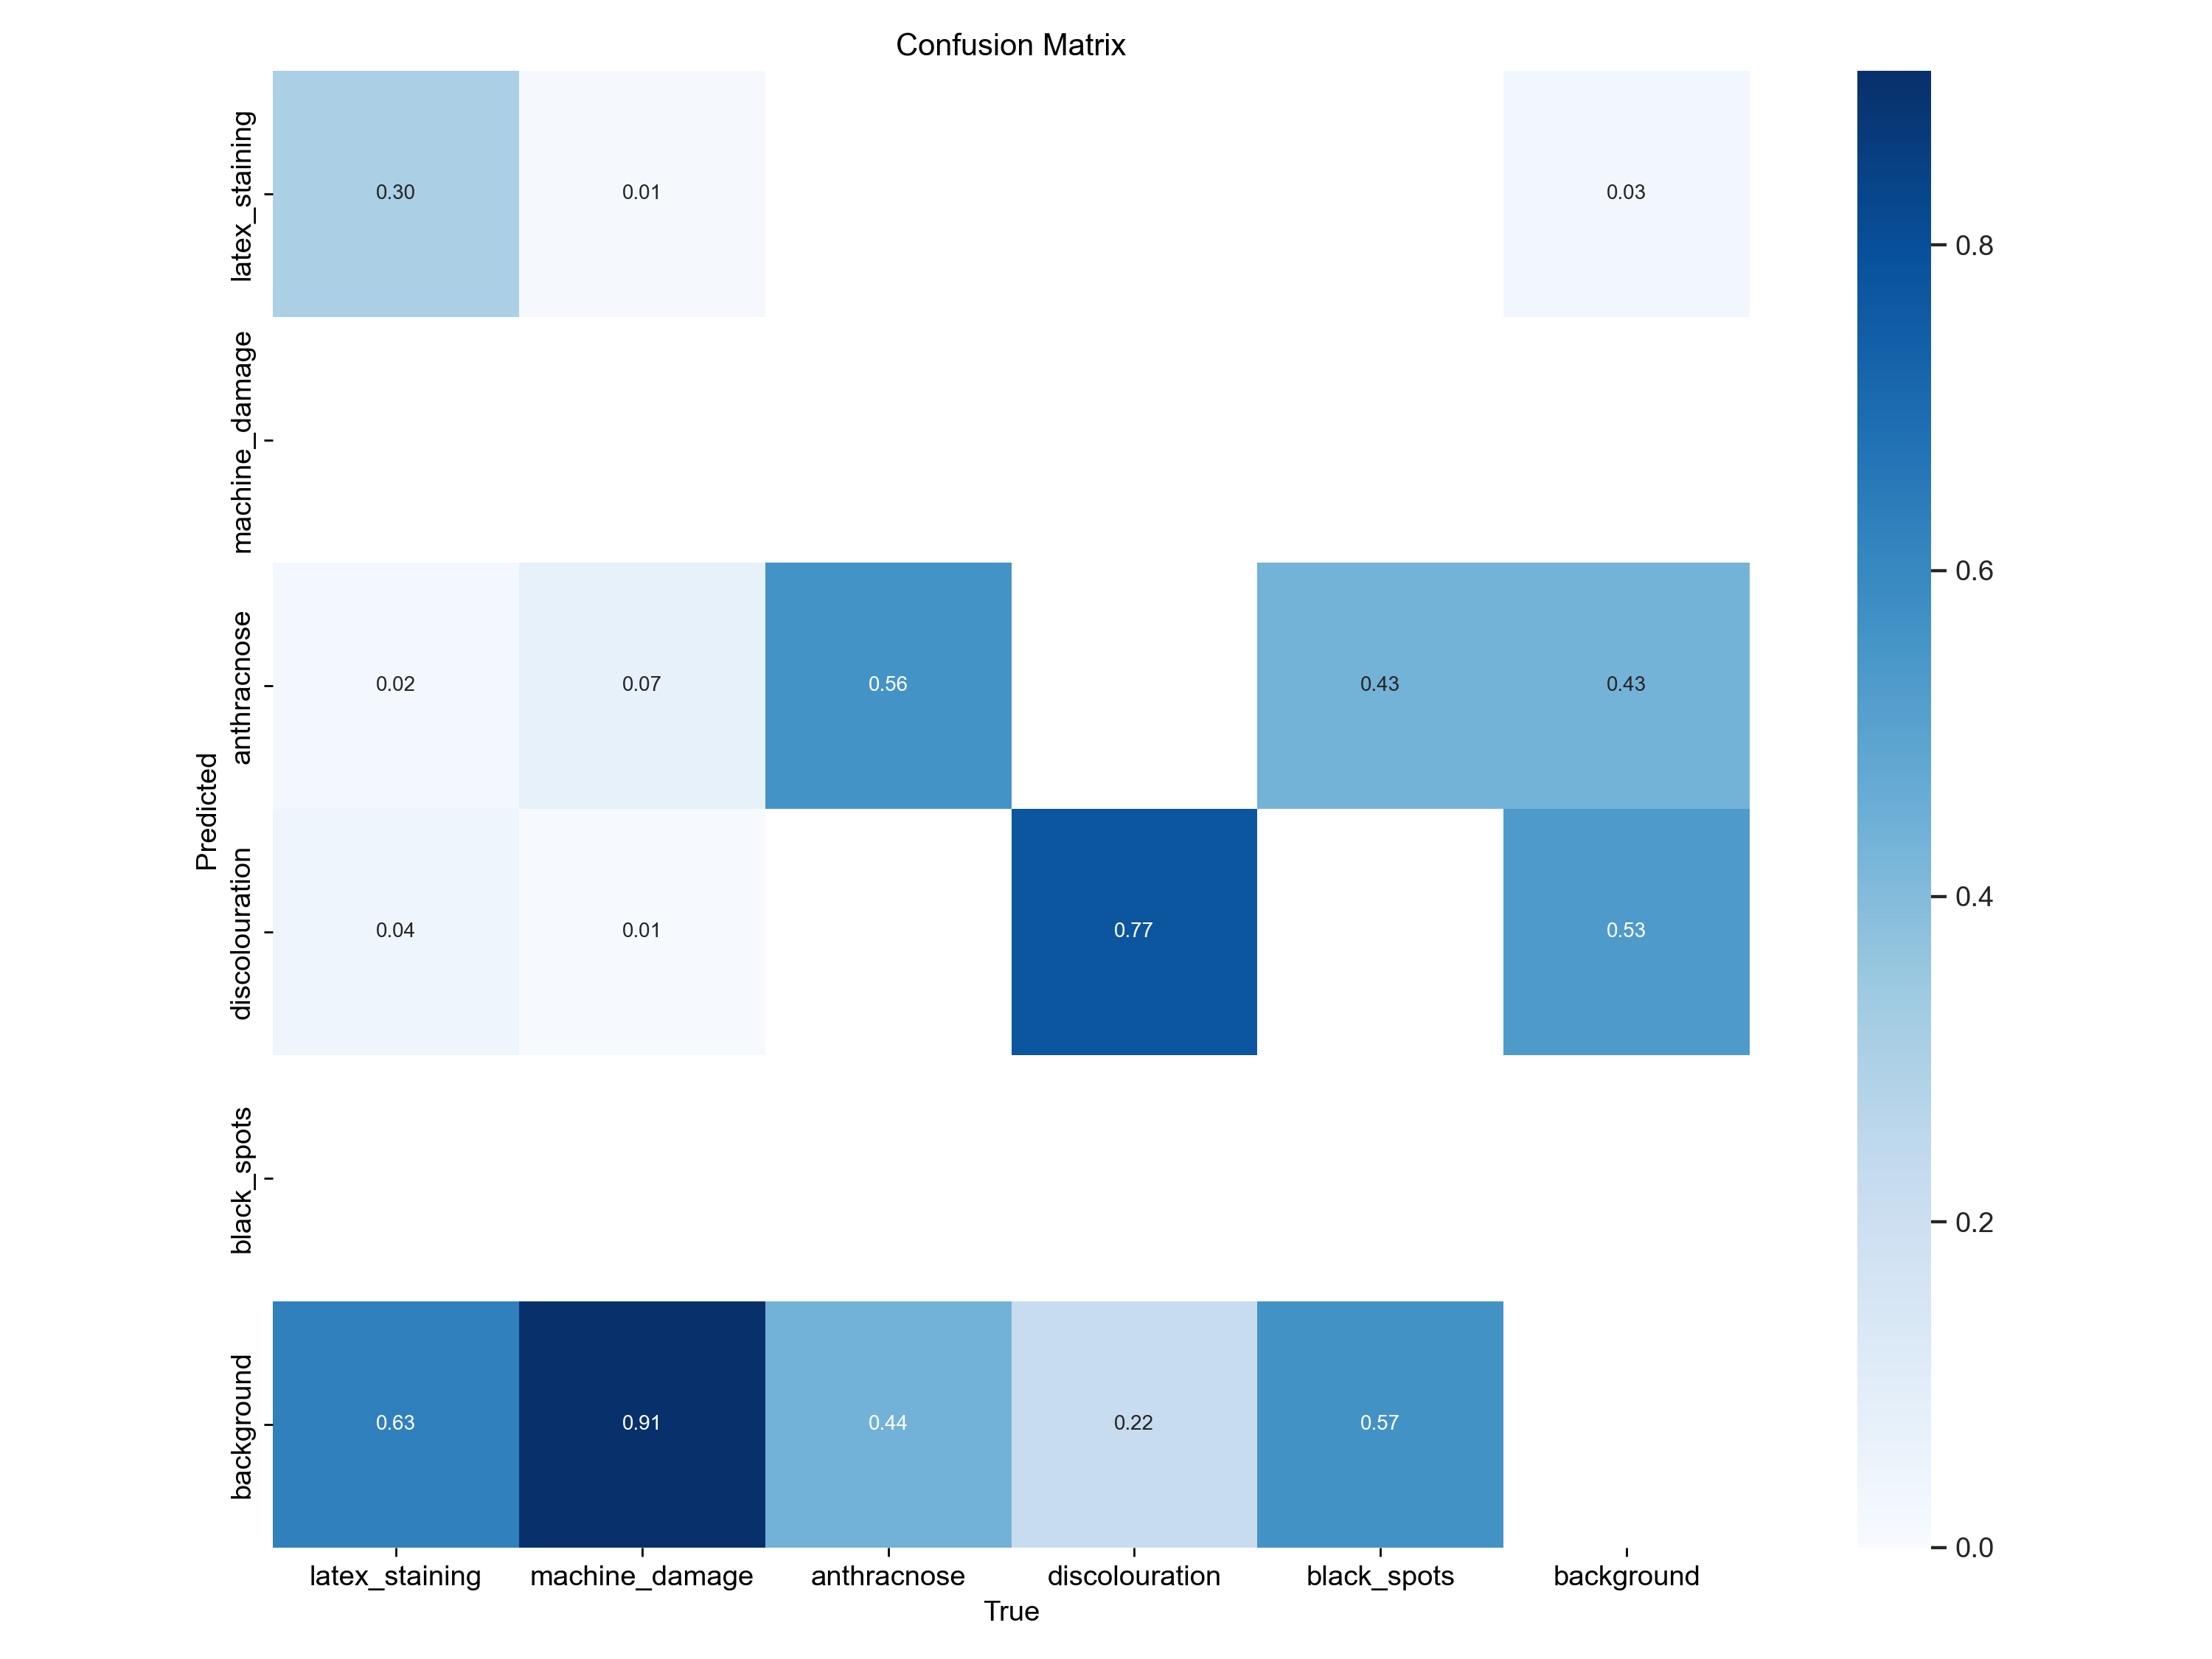 Confusion Matrix
latex_staining
0.30
0.01
0.03
machine_damage
anthracnose
0.02
0.07
0.56
0.43
0.43
discolouration
0.04
0.01
0.77
0.53
black_spots
background
0.63
0.91
0.44
0.22
0.57
Predicted
latex_staining
machine_damage
anthracnose
discolouration
black_spots
background
True
0.8
0.6
0.4
0.2
0.0